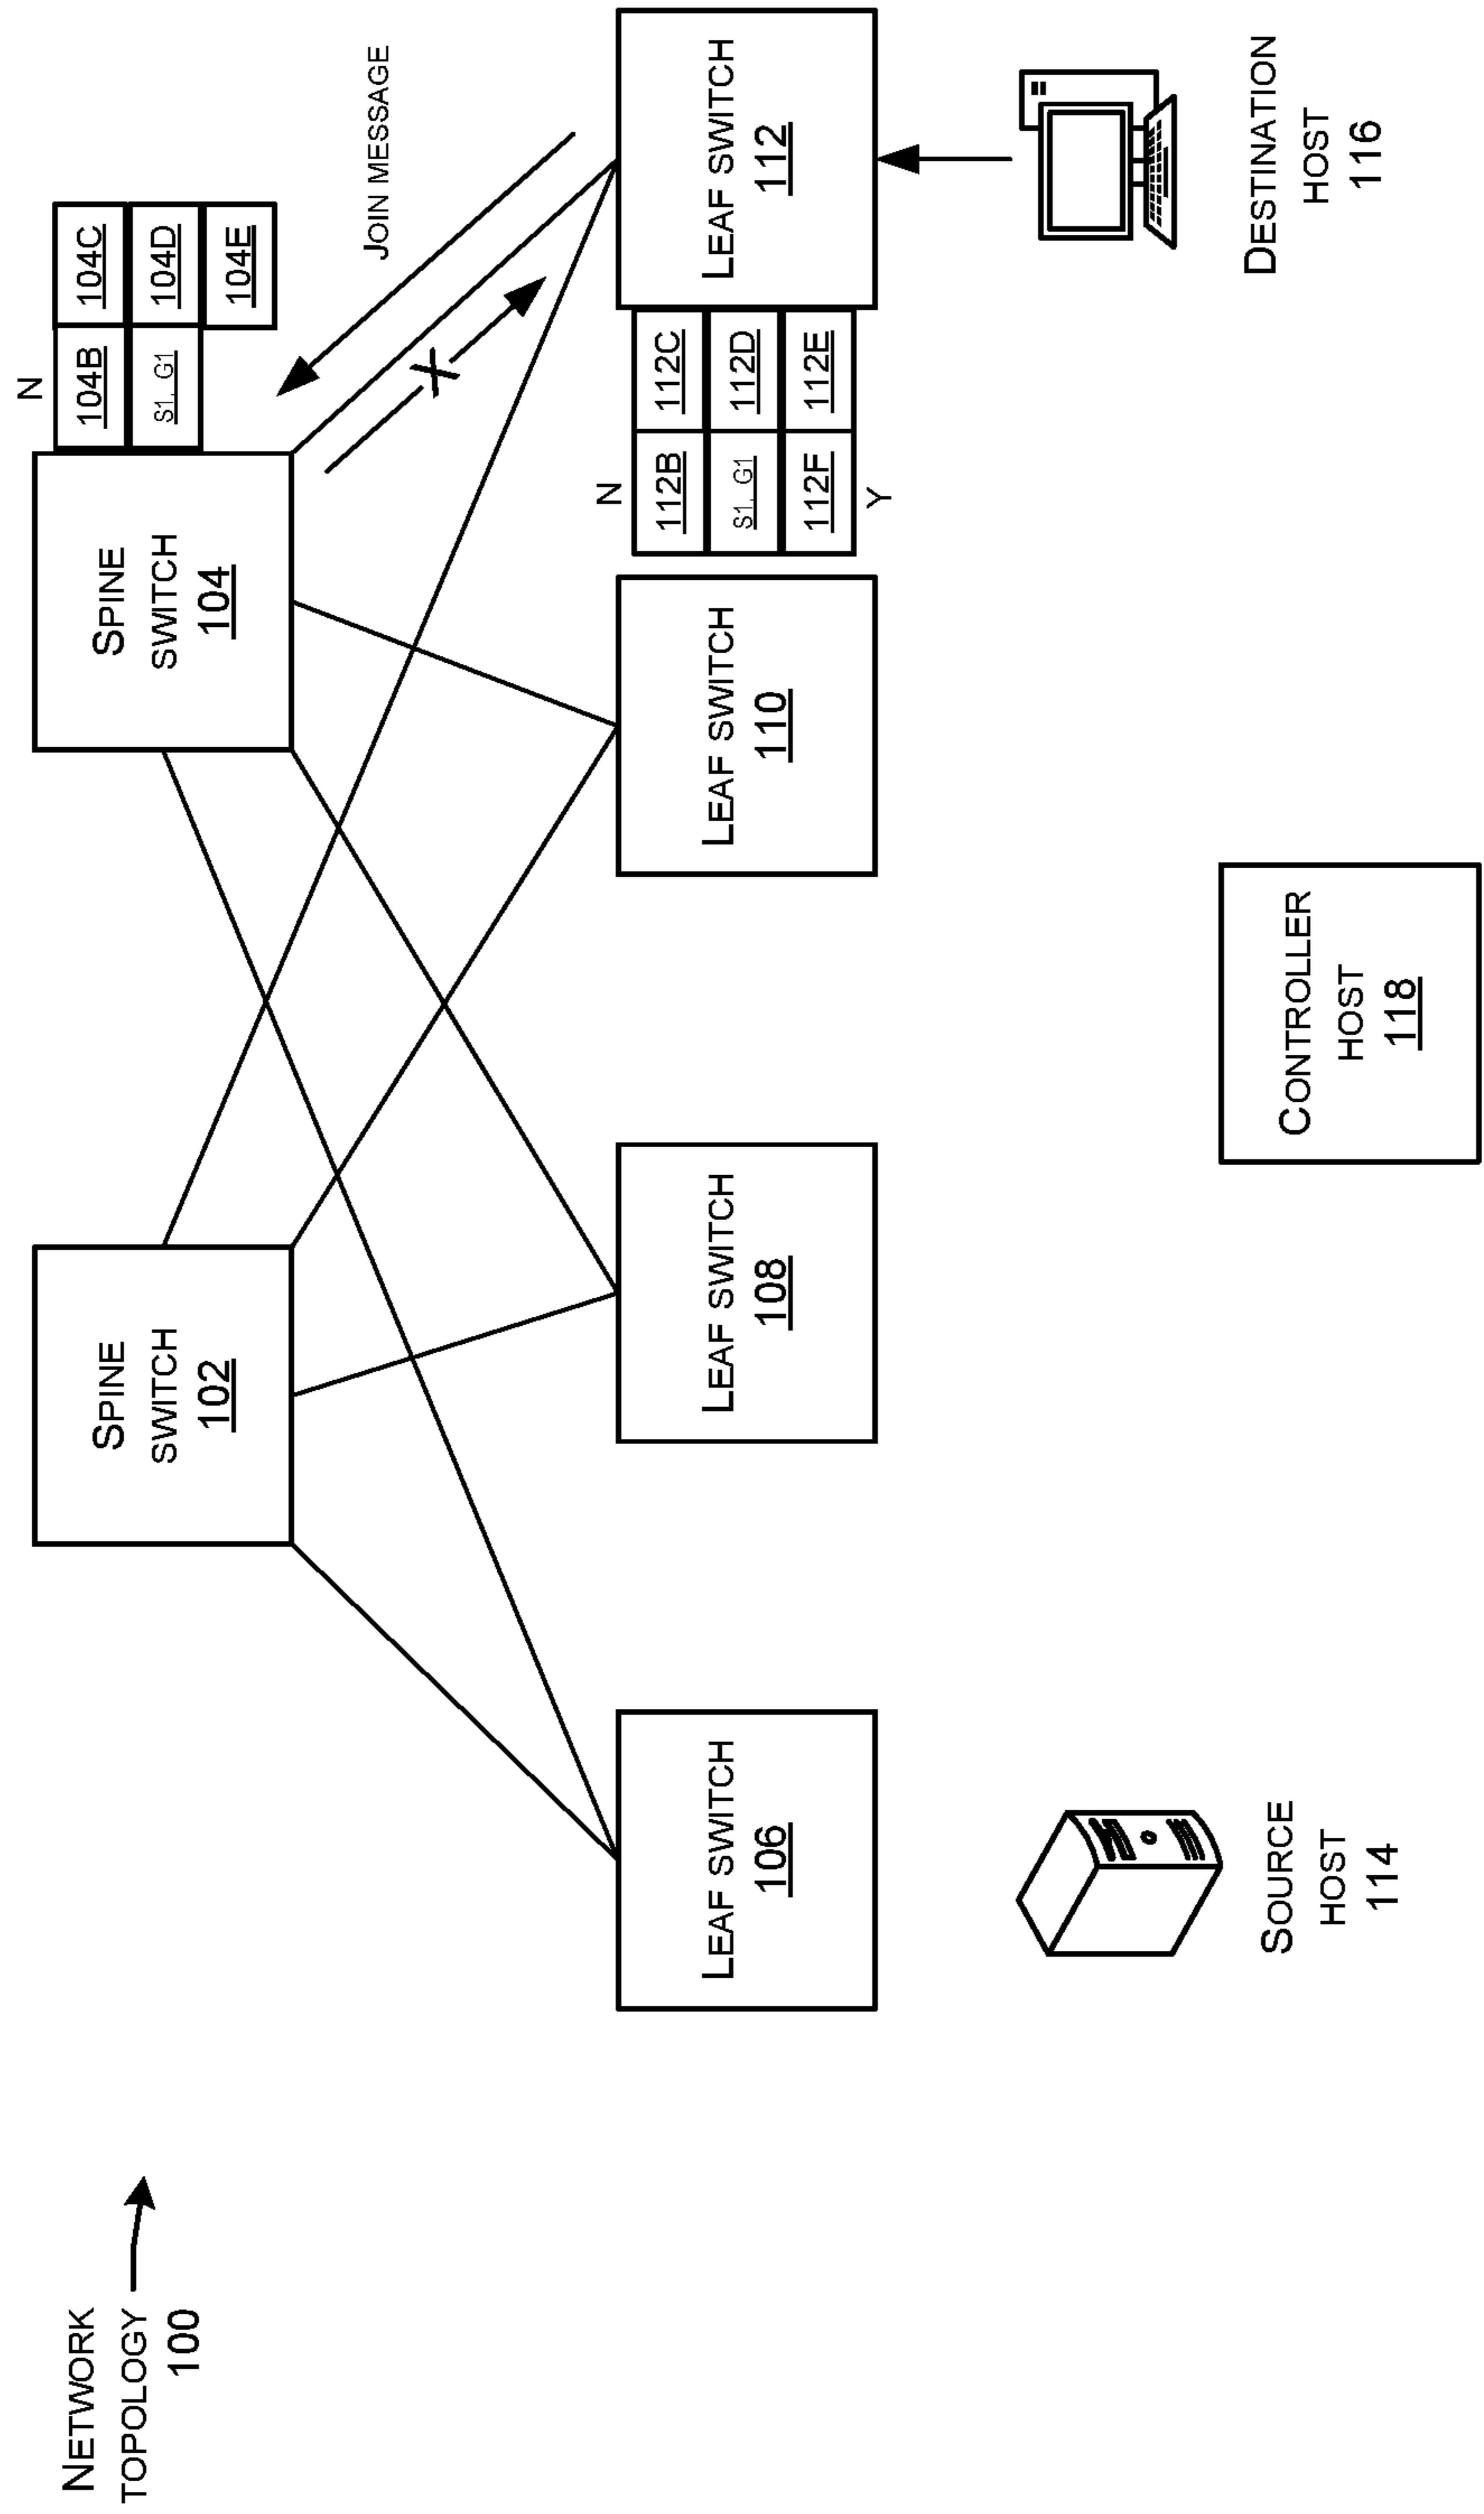 NETWORK
TOPOLOGY
100
SPINE
SWITCH
102
SPINE
SWITCH
104
N
104B
104C
S1, G1
104D
104E
JOIN MESSAGE
LEAF SWITCH
106
LEAF SWITCH
108
LEAF SWITCH
110
N
112B
112C
S1, G1
112D
112F
112E
Y
LEAF SWITCH
112
SOURCE
HOST
114
CONTROLLER
HOST
118
DESTINATION
HOST
116